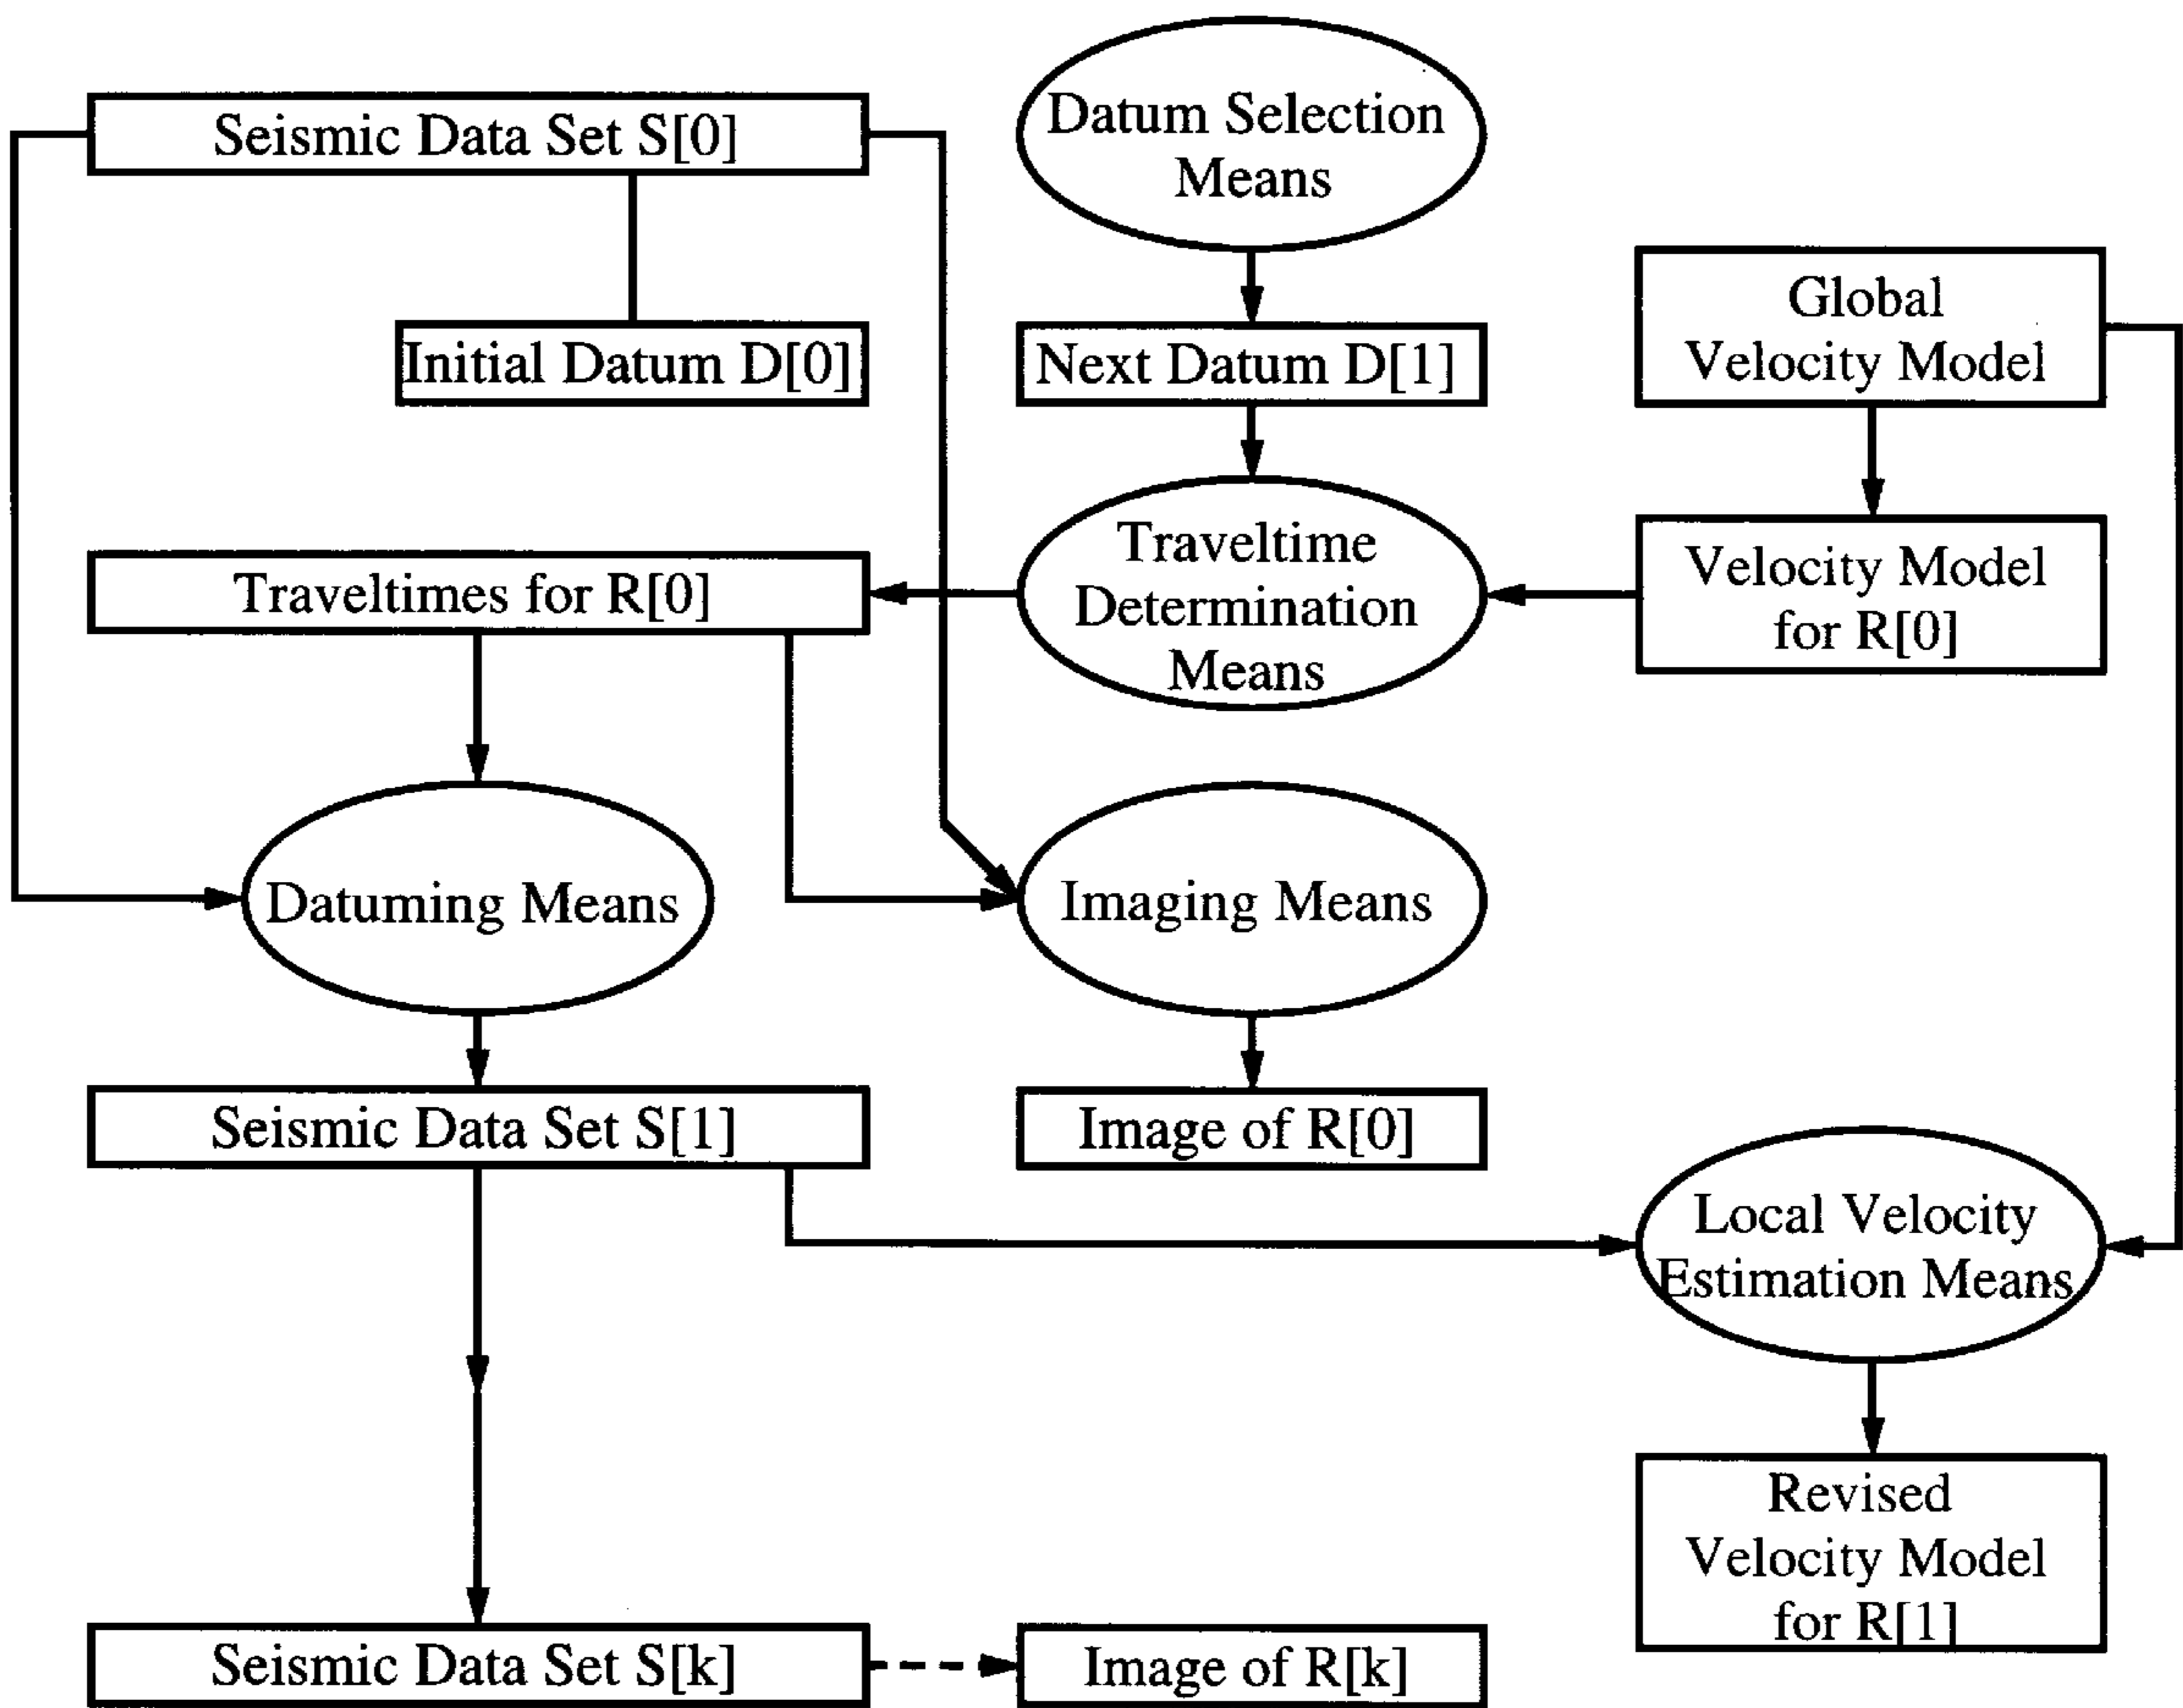 Seismic Data Set S[0]
Datum Selection
Means
Global
Velocity Model
Initial Datum D[0]
Next Datum D[1]
Traveltimes for R[0]
Traveltime
Determination
Means
Velocity Model
for R[0]
Datuming Means
Imaging Means
Seismic Data Set S[1]
Image of R[0]
Local Velocity
Estimation Means
Revised
Velocity Model
for R[1]
Seismic Data Set S[k]
Image of R[k]